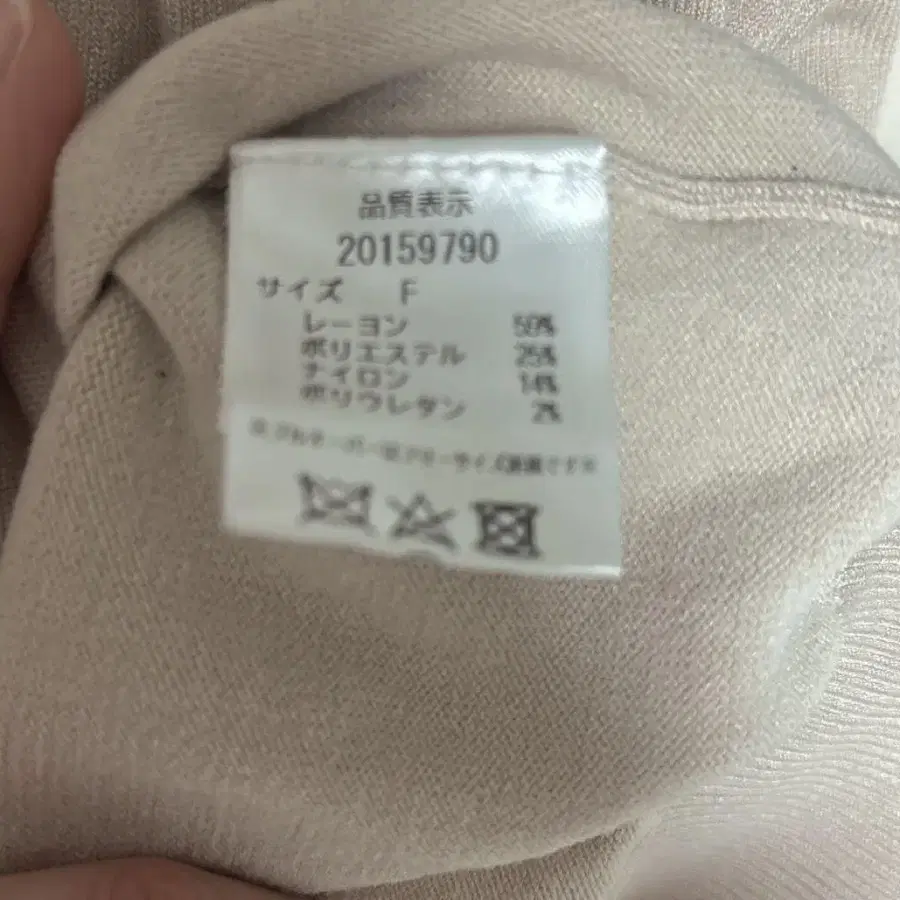 品質表示
20159790
サイズ F
レーヨン 59%
ポリエステル 25%
ナイロン 14%
ポリウレタン 2%